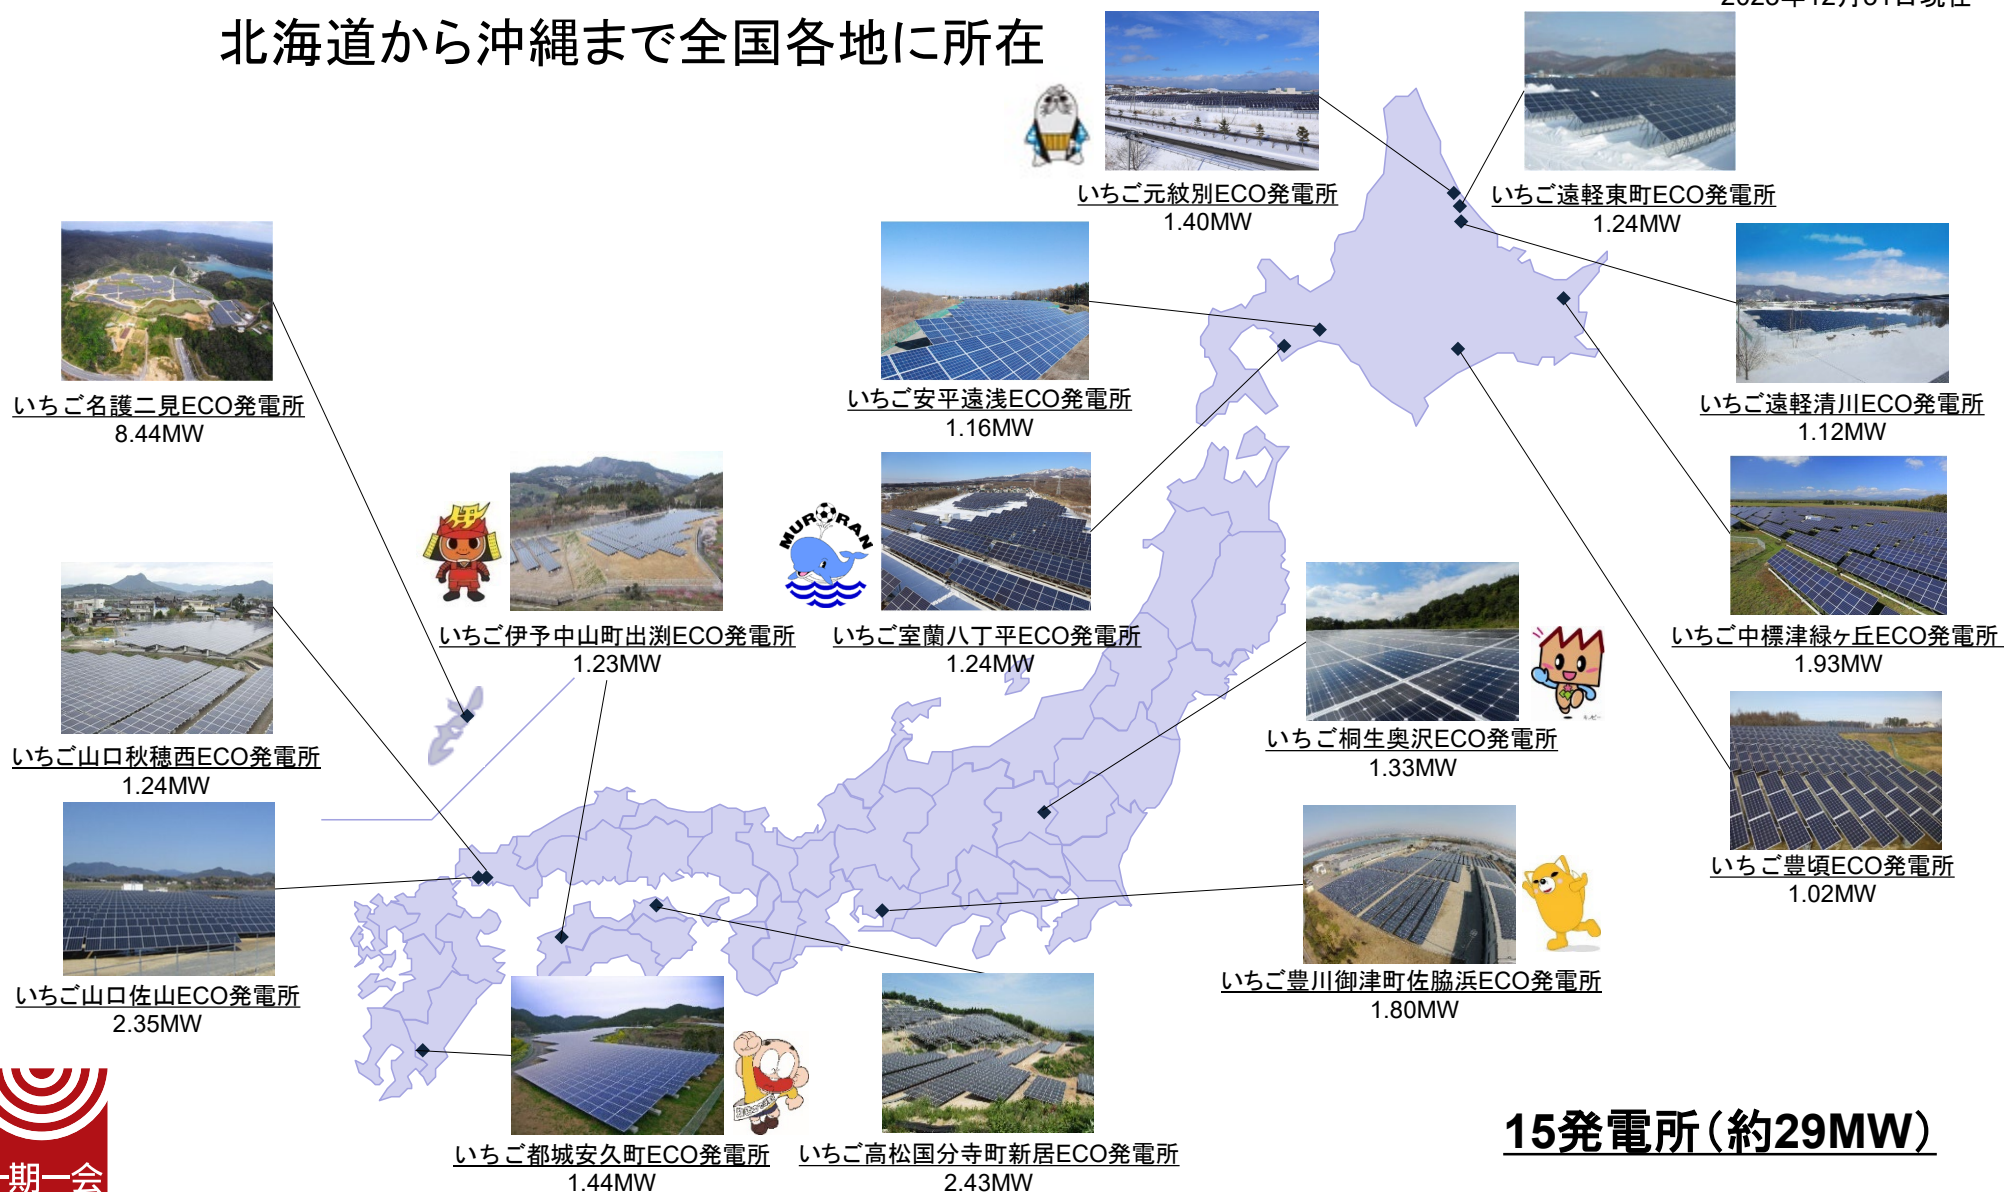 北海道から沖縄まで全国各地に所在
いちご元紋別ECO発電所
1.40MW
いちご遠軽東町ECO発電所
1.24MW
いちご名護二見ECO発電所
8.44MW
いちご安平遠浅ECO発電所
1.16MW
いちご遠軽清川ECO発電所
1.12MW
いちご伊予中山町出渕ECO発電所
1.23MW
MURORAN
いちご室蘭八丁平ECO発電所
1.24MW
いちご中標津緑ヶ丘ECO発電所
1.93MW
いちご山口秋穂西ECO発電所
1.24MW
いちご桐生奥沢ECO発電所
1.33MW
いちご豊頃ECO発電所
1.02MW
いちご山口佐山ECO発電所
2.35MW
いちご豊川御津町佐脇浜ECO発電所
1.80MW
いちご都城安久町ECO発電所
1.44MW
いちご高松国分寺町新居ECO発電所
2.43MW
15発電所（約29MW）
一期一会